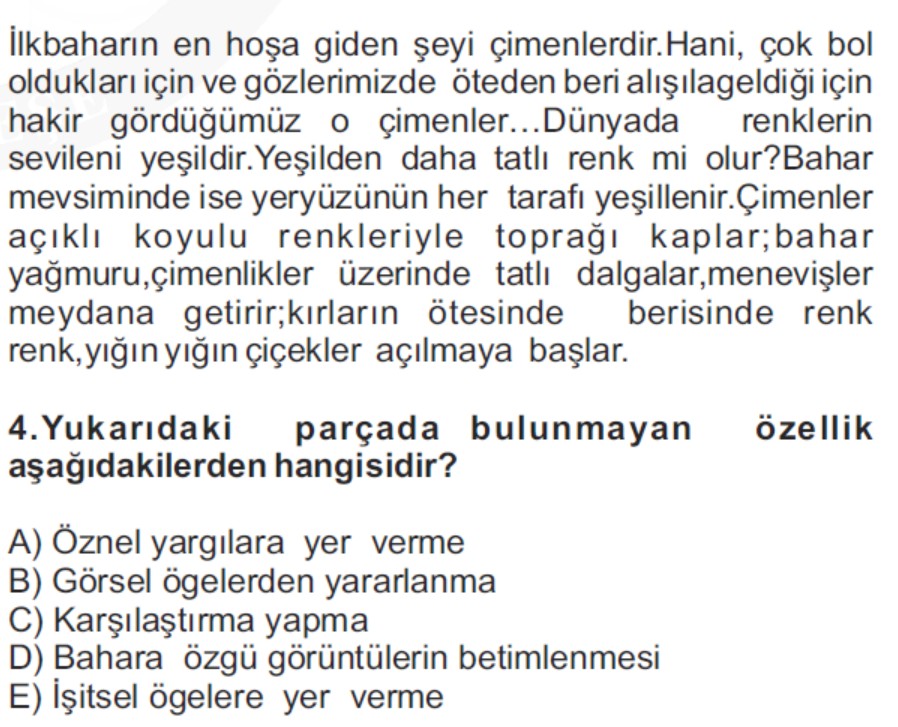 İlkbaharın en hoşa giden şeyi çimenlerdir.Hani, çok bol
oldukları için ve gözlerimizde öteden beri alışılageldiği için
hakir gördüğümüz o çimenler...Dünyada renklerin
sevileni yeşildir.Yeşilden daha tatlı renk mi olur?Bahar
mevsiminde ise yeryüzünün her tarafı yeşillenir.Çimenler
açıklı koyulu renkleriyle toprağı kaplar;bahar
yağmuru,çimenlikler üzerinde tatlı dalgalar,menevişler
meydana getirir;kırların ötesinde berisinde renk
renk,yığın yığın çiçekler açılmaya başlar.
4.Yukarıdaki parçada bulunmayan özellik
aşağıdakilerden hangisidir?
A) Öznel yargılara yer verme
B) Görsel ögelerden yararlanma
C) Karşılaştırma yapma
D) Bahara özgü görüntülerin betimlenmesi
E) İşitsel ögelere yer verme